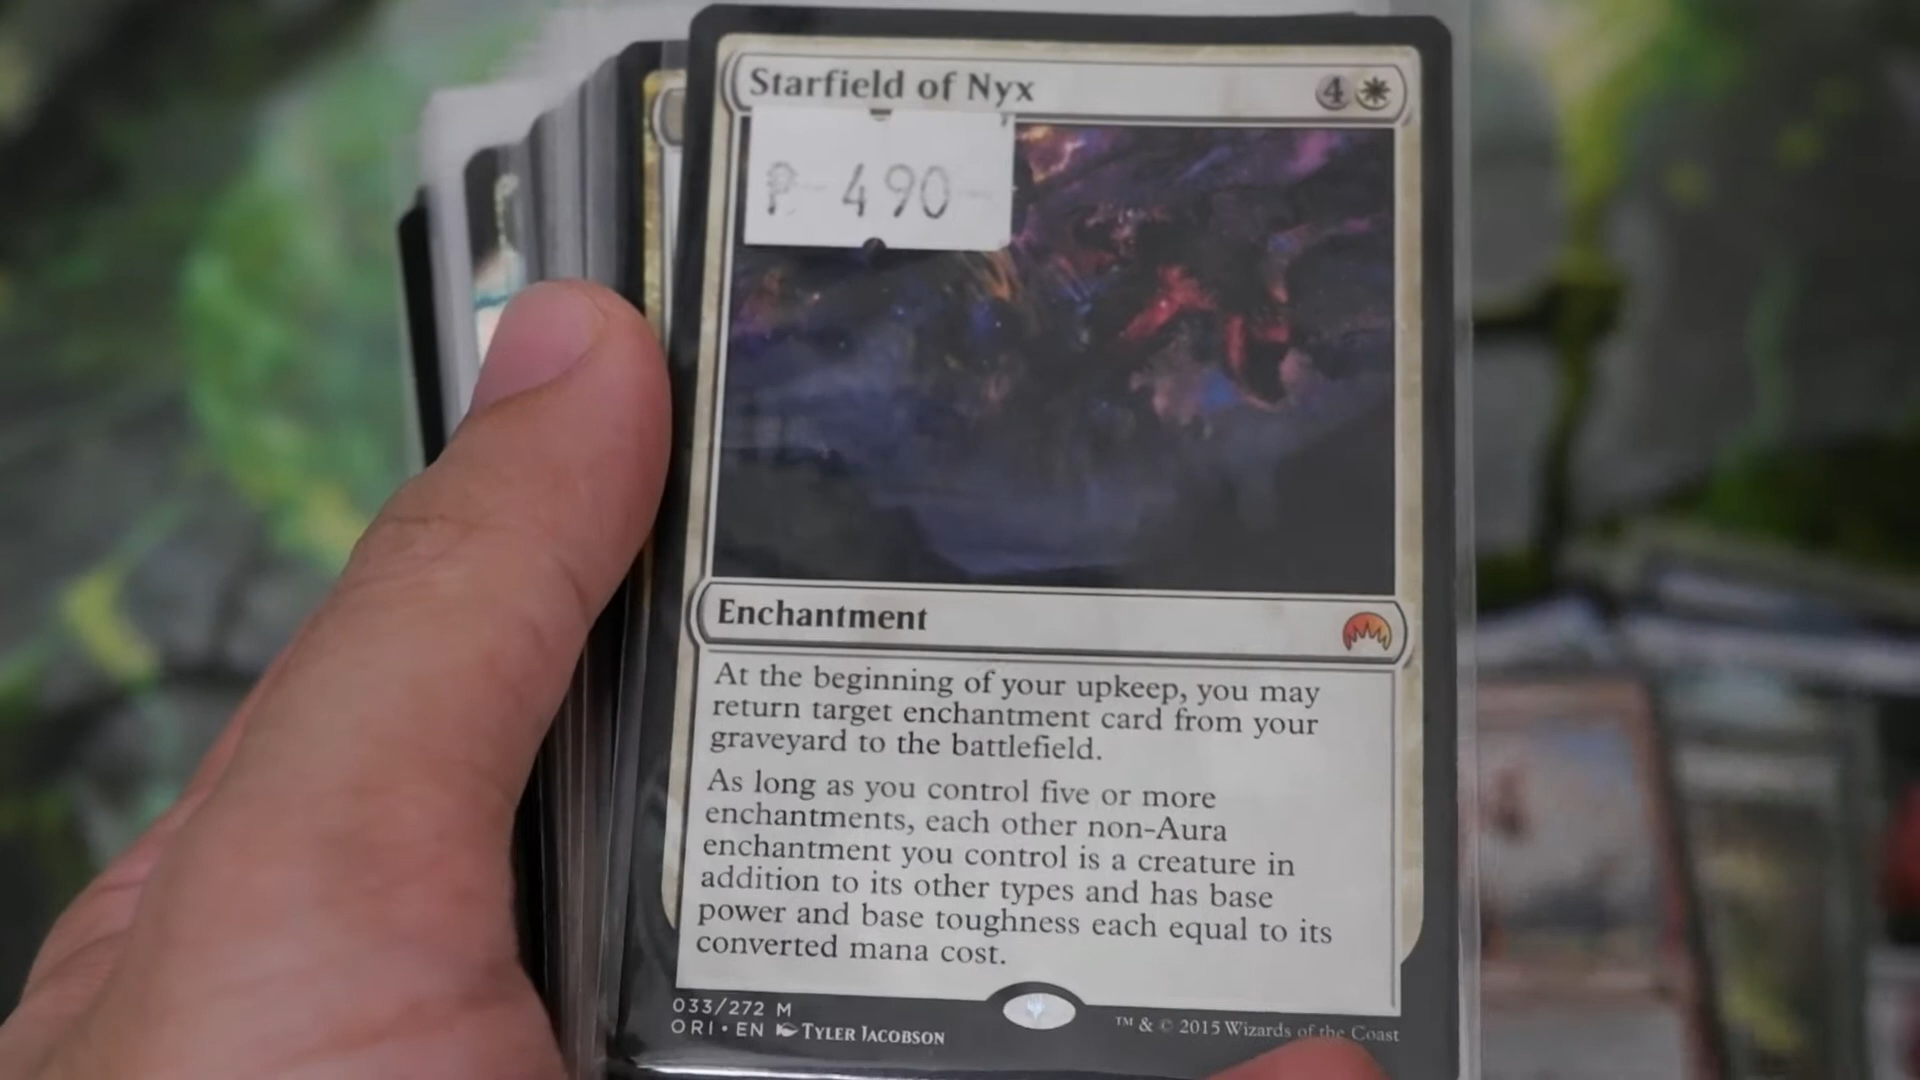 Starfield of Nyx 4
₱ 490-
Enchantment
At the beginning of your upkeep, you may
return target enchantment card from your
graveyard to the battlefield.
As long as you control five or more
enchantments, each other non-Aura
enchantment you control is a creature in
addition to its other types and has base
power and base toughness each equal to its
converted mana cost.
033/272 M
ORI • EN TYLER JACOBSON
™ & © 2015 Wizards of the Coast